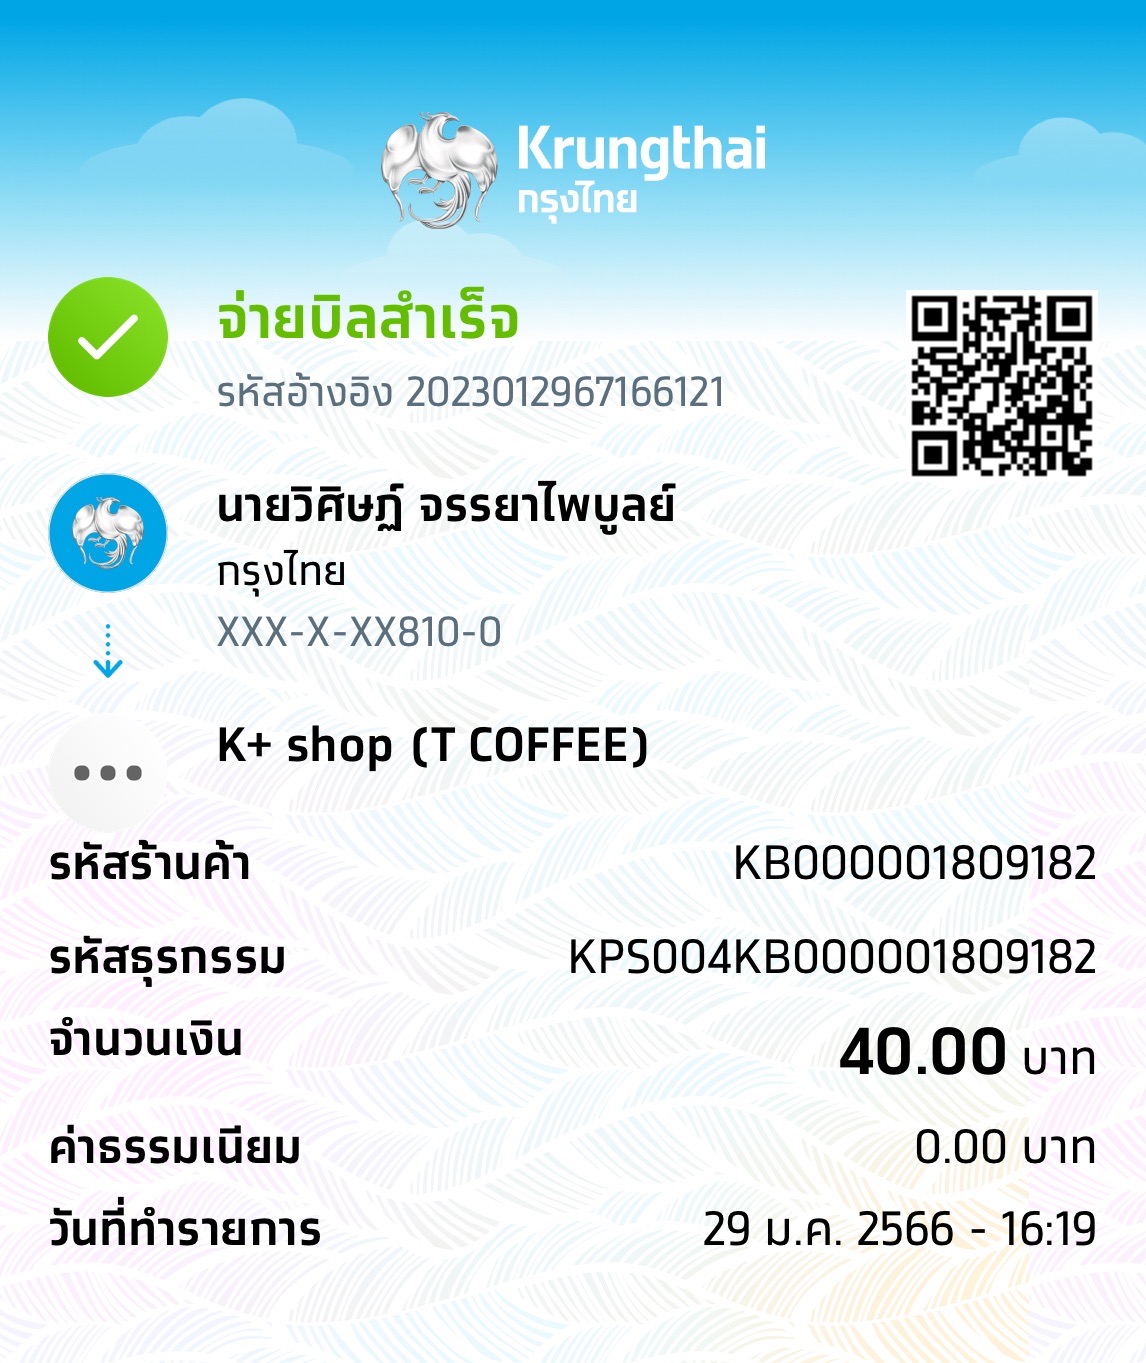 Krungthai
กรุงไทย
จ่ายบิลสำเร็จ
รหัสอ้างอิง 2023012967166121
นายวิศิษฏ์ จรรยาไพบูลย์
กรุงไทย
XXX-X-XX810-0
K+ shop (T COFFEE)
รหัสร้านค้า KB000001809182
รหัสธุรกรรม KPS004KB000001809182
จำนวนเงิน 40.00 บาท
ค่าธรรมเนียม 0.00 บาท
วันที่ทำรายการ 29 ม.ค. 2566 - 16:19